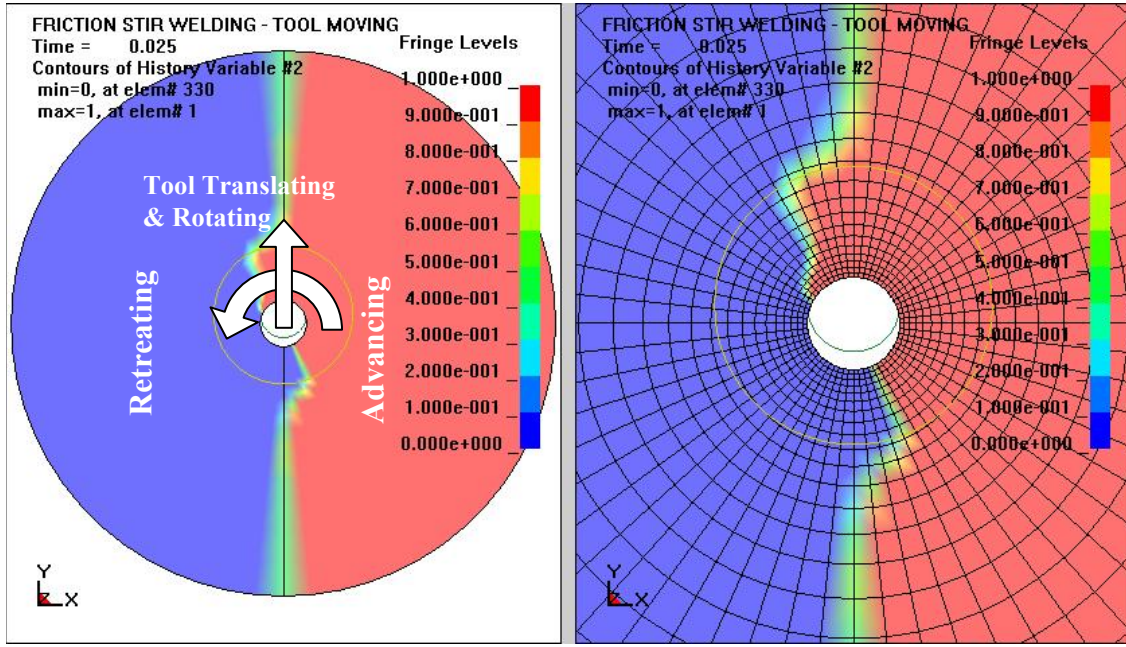 FRICTION STIR WELDING - TOOL MOVING
Time = 0.025
Contours of History Variable #2
min=0, at elem# 330
max=1, at elem# 1
Fringe Levels
1.000e+000
9.000e-001
8.000e-001
7.000e-001
6.000e-001
5.000e-001
4.000e-001
3.000e-001
2.000e-001
1.000e-001
0.000e+000
Tool Translating
& Rotating
Retreating
Advancing
Y
Z
X
FRICTION STIR WELDING - TOOL MOVING
Time = 0.025
Contours of History Variable #2
min=0, at elem# 330
max=1, at elem# 1
Fringe Levels
1.000e+000
9.000e-001
8.000e-001
7.000e-001
6.000e-001
5.000e-001
4.000e-001
3.000e-001
2.000e-001
1.000e-001
0.000e+000
Y
Z
X